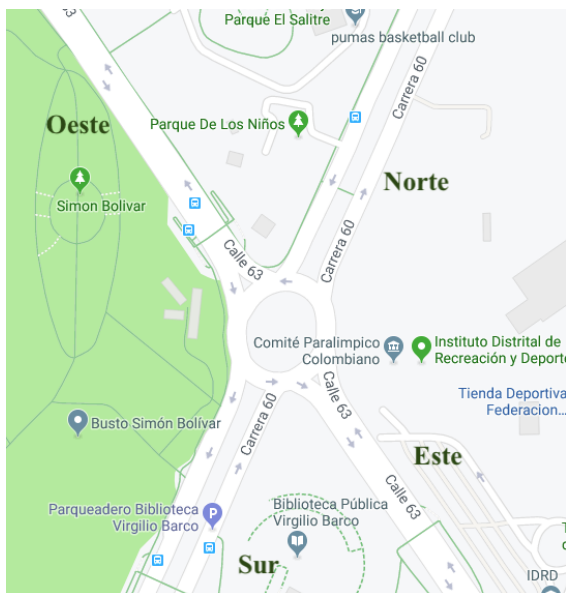 63
Parque El Salitre
pumas basketball club
Oeste
Parque De Los Niños
Carrera 60
Norte
Simon Bolivar
Calle 63
Carrera 60
Comité Paralimpico
Colombiano
Instituto Distrital de
Recreación y Deporte
Tienda Deportiva
Federacion...
Calle 63
Busto Simón Bolívar
Carrera 60
Este
Calle 63
Parqueadero Biblioteca
Virgilio Barco
Biblioteca Pública
Virgilio Barco
Sur
IDRD